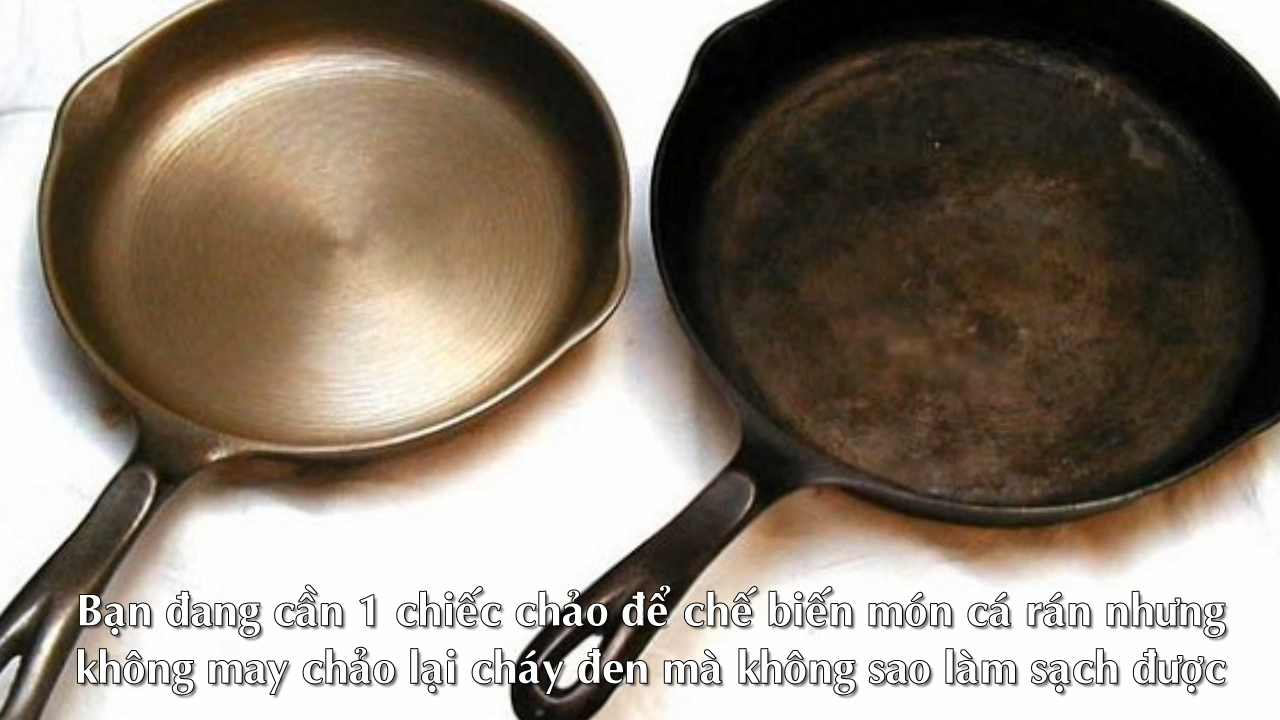 Bạn đang cần 1 chiếc chảo để chế biến món cá rán nhưng
không may chảo lại cháy đen mà không sao làm sạch được